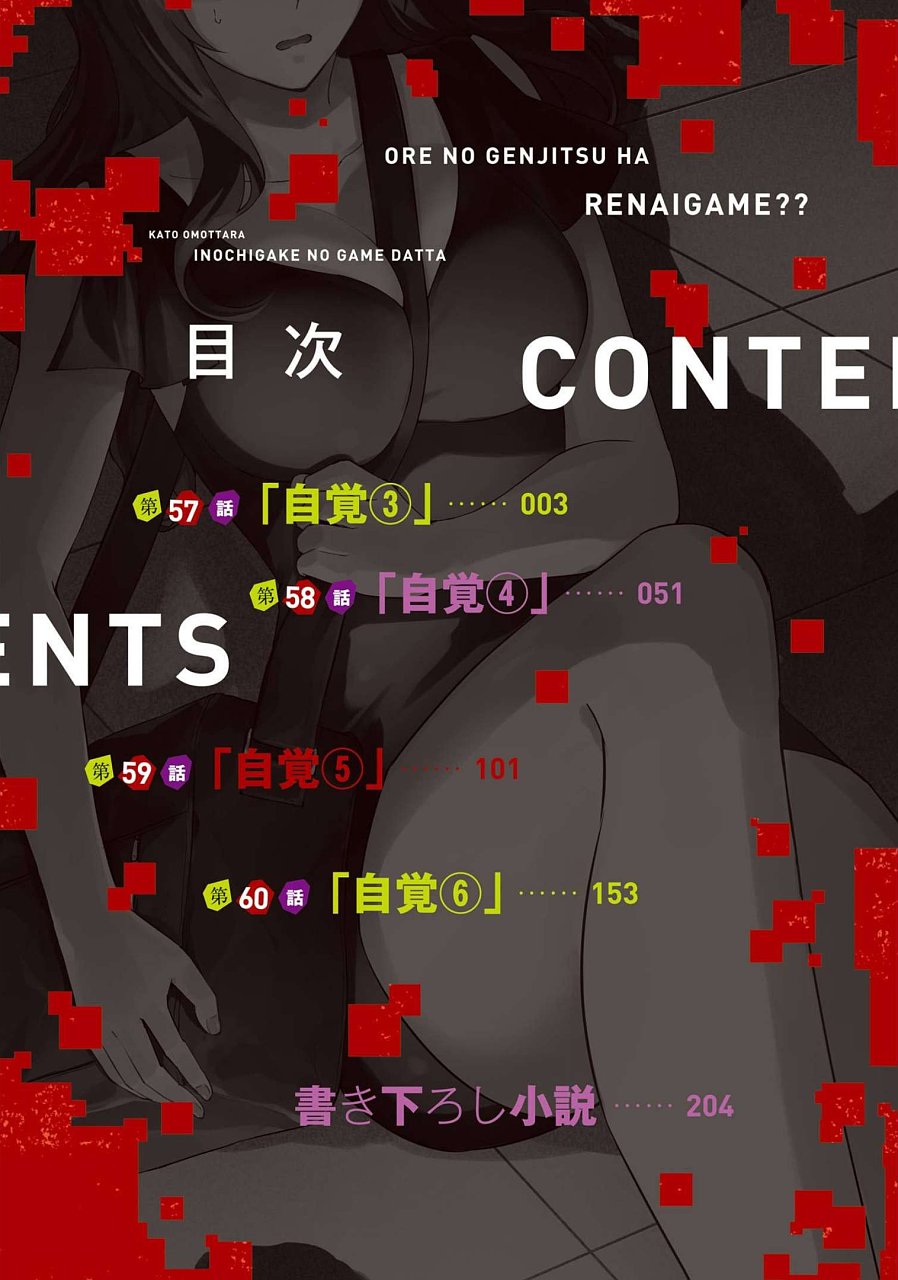 ORE NO GENJITSU HA
RENAIGAME??
KATO OMOTTARA
INOCHIGAKE NO GAME DATTA
目次
CONTE
ENTS
第57話「自覚③」……003
第58話「自覚④」……051
第59話「自覚⑤」……101
第60話「自覚⑥」……153
書き下ろし小説……204